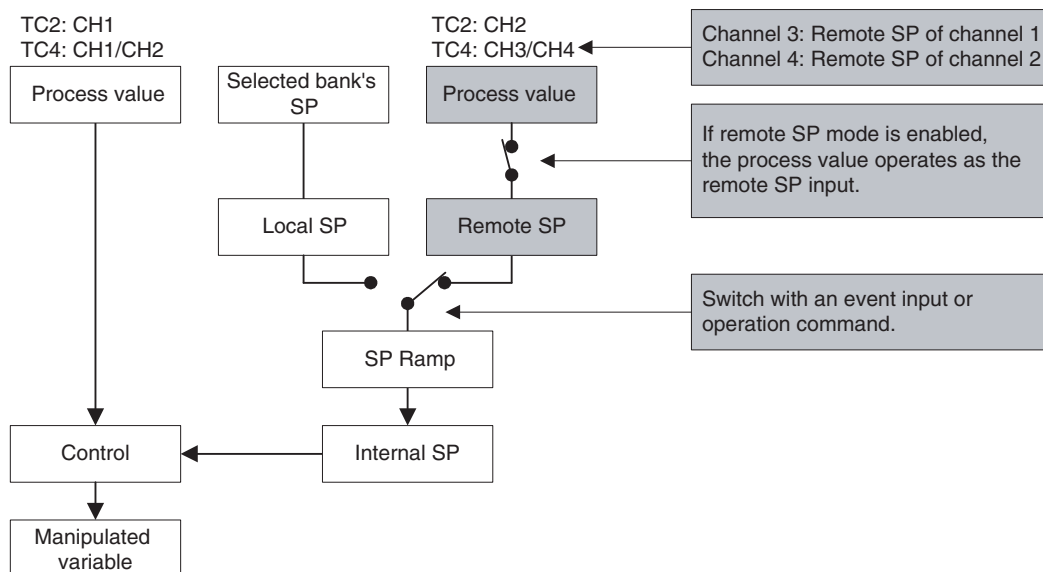 TC2: CH1
TC4: CH1/CH2
TC2: CH2
TC4: CH3/CH4
Channel 3: Remote SP of channel 1
Channel 4: Remote SP of channel 2
Process value
Selected bank's
SP
Process value
If remote SP mode is enabled,
the process value operates as the
remote SP input.
Local SP
Remote SP
Switch with an event input or
operation command.
SP Ramp
Control
Internal SP
Manipulated
variable